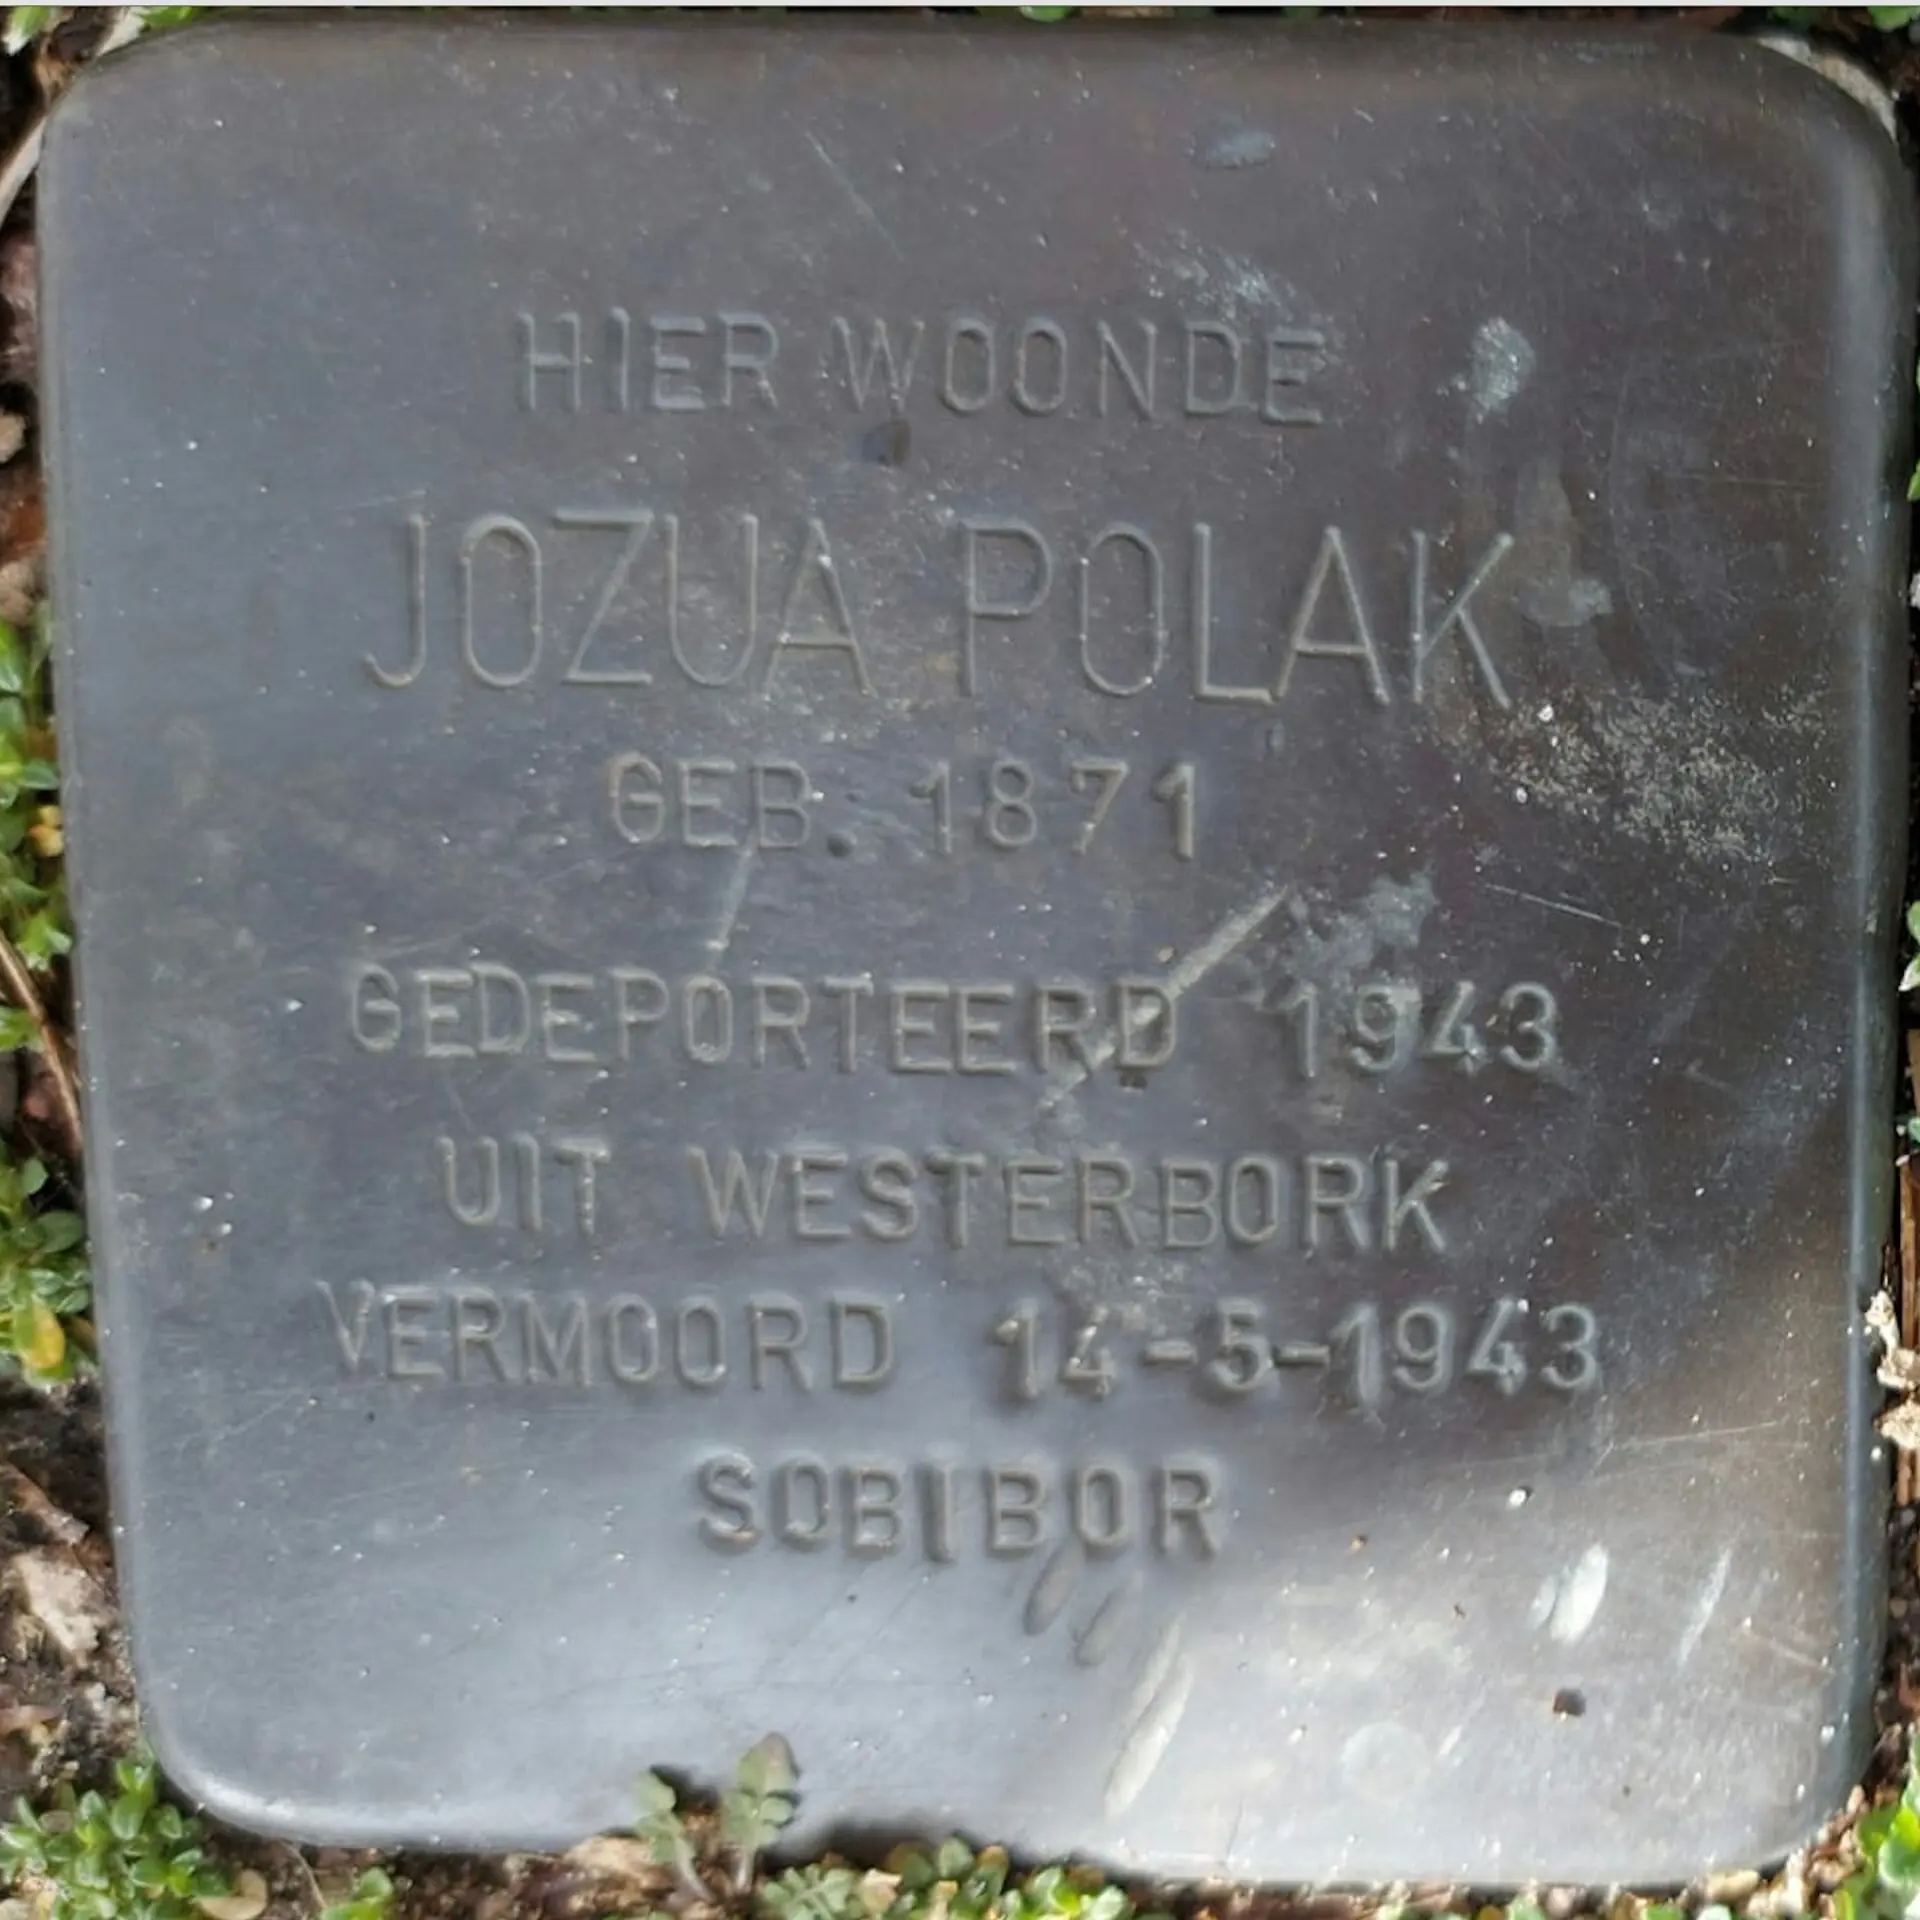 HIER WOONDE
JOZUA POLAK
GEB. 1871
GEDEPORTEERD 1943
UIT WESTERBORK
VERMOORD 14-5-1943
SOBIBOR